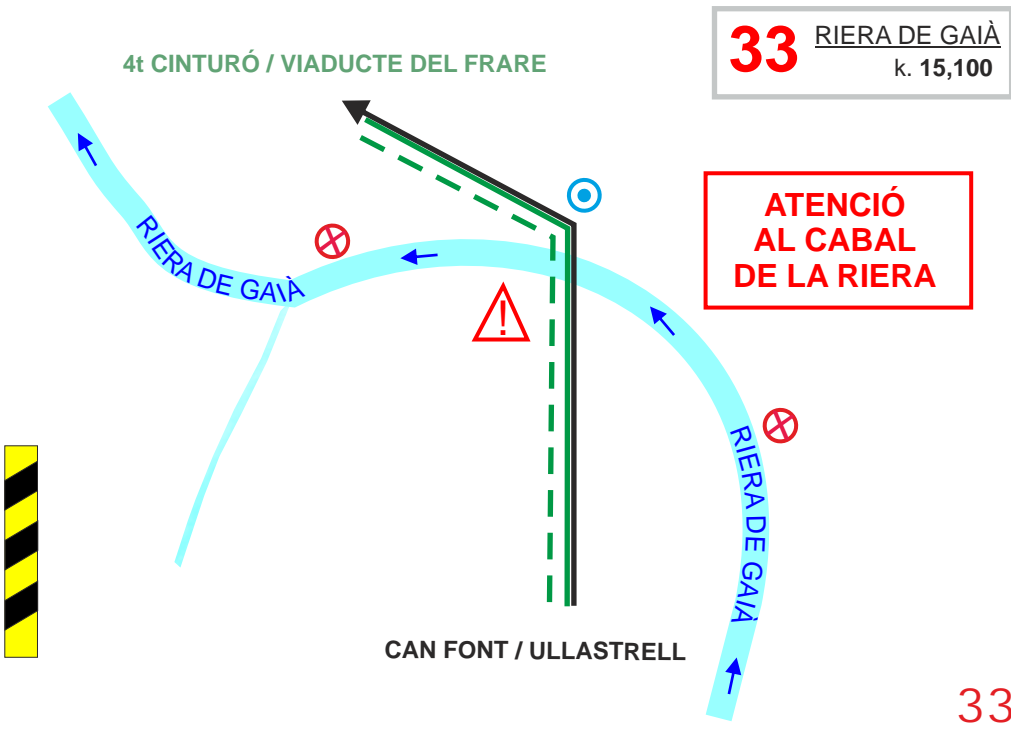 33 RIERA DE GAIÀ
k. 15,100
4t CINTURÓ / VIADUCTE DEL FRARE
ATENCIÓ
AL CABAL
DE LA RIERA
RIERA DE GAIÀ
!
RIERA DE GAIÀ
CAN FONT / ULLASTRELL
33